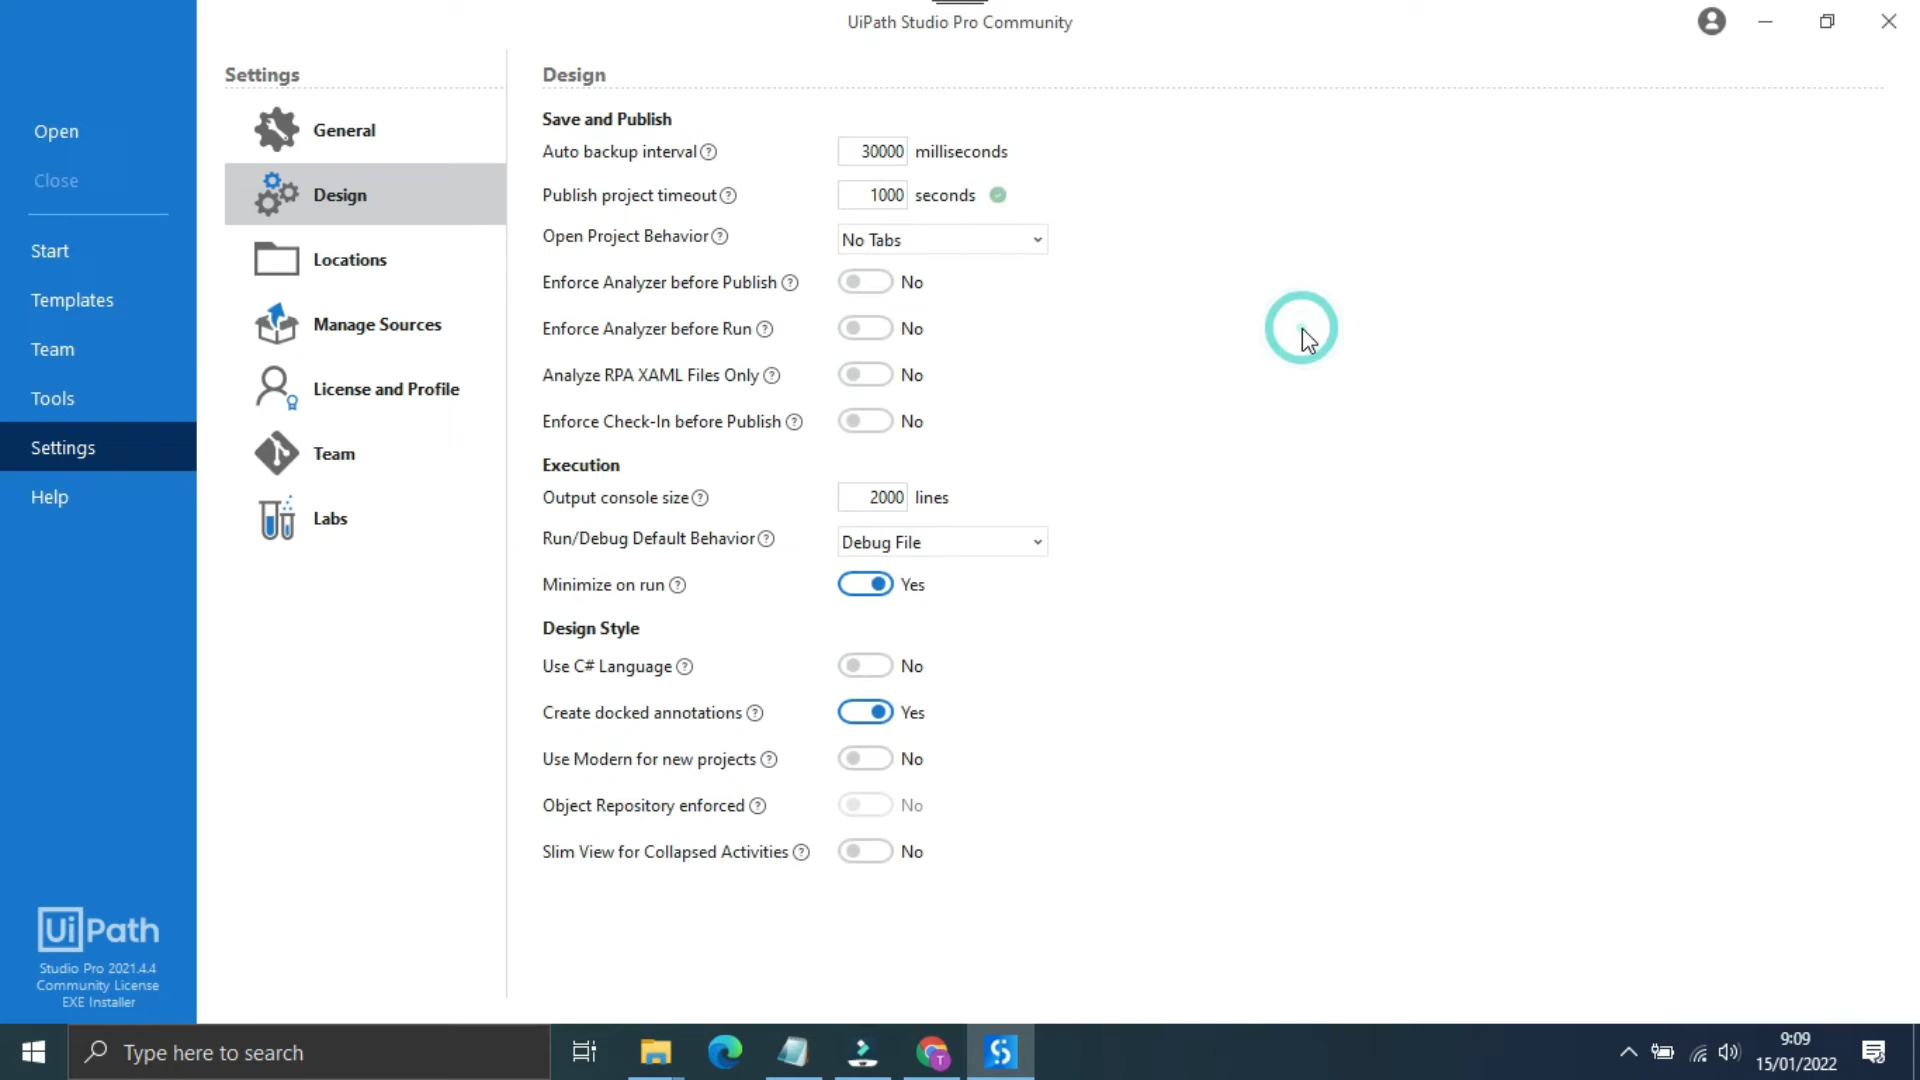 UiPath Studio Pro Community
Open
Close
Start
Templates
Team
Tools
Settings
Help
UiPath
Studio Pro 2021.4.4
Community License
EXE Installer
Settings
General
Design
Locations
Manage Sources
License and Profile
Team
Labs
Design
Save and Publish
Auto backup interval ? 30000 milliseconds
Publish project timeout ? 1000 seconds
Open Project Behavior ? No Tabs
Enforce Analyzer before Publish ? No
Enforce Analyzer before Run ? No
Analyze RPA XAML Files Only ? No
Enforce Check-In before Publish ? No
Execution
Output console size ? 2000 lines
Run/Debug Default Behavior ? Debug File
Minimize on run ? Yes
Design Style
Use C# Language ? No
Create docked annotations ? Yes
Use Modern for new projects ? No
Object Repository enforced ? No
Slim View for Collapsed Activities ? No
Type here to search
T
9:09
15/01/2022